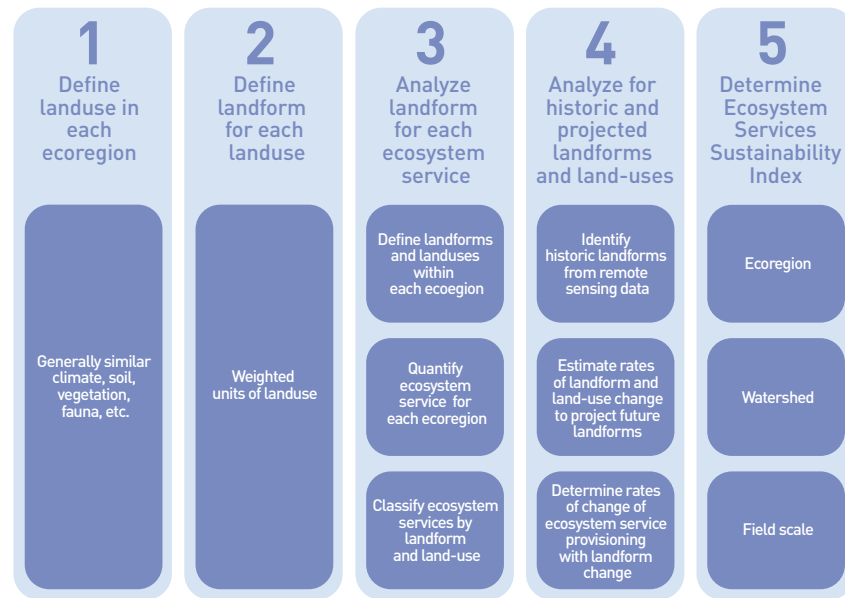 1
Define
landuse in
each
ecoregion
Generally similar
climate, soil,
vegetation,
fauna, etc.
2
Define
landform
for each
landuse
Weighted
units of landuse
3
Analyze
landform
for each
ecosystem
service
Define landforms
and landuses
within
each ecoegion
Quantify
ecosystem
service for
each ecoregion
Classify ecosystem
services by
landform
and land-use
4
Analyze for
historic and
projected
landforms
and land-uses
Identify
historic landforms
from remote
sensing data
Estimate rates
of landform and
land-use change
to project future
landforms
Determine rates
of change of
ecosystem service
provisioning
with landform
change
5
Determine
Ecosystem
Services
Sustainability
Index
Ecoregion
Watershed
Field scale